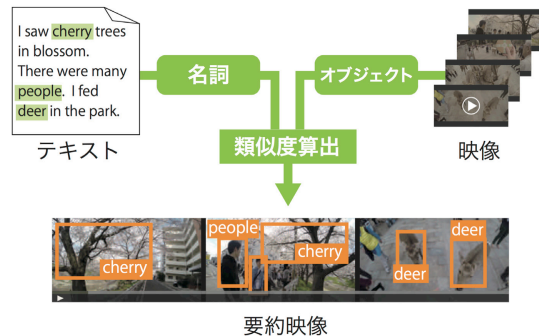 I saw cherry trees
in blossom.
There were many
people. I fed
deer in the park.
テキスト
名詞
オブジェクト
映像
類似度算出
people
cherry
cherry
deer
deer
要約映像